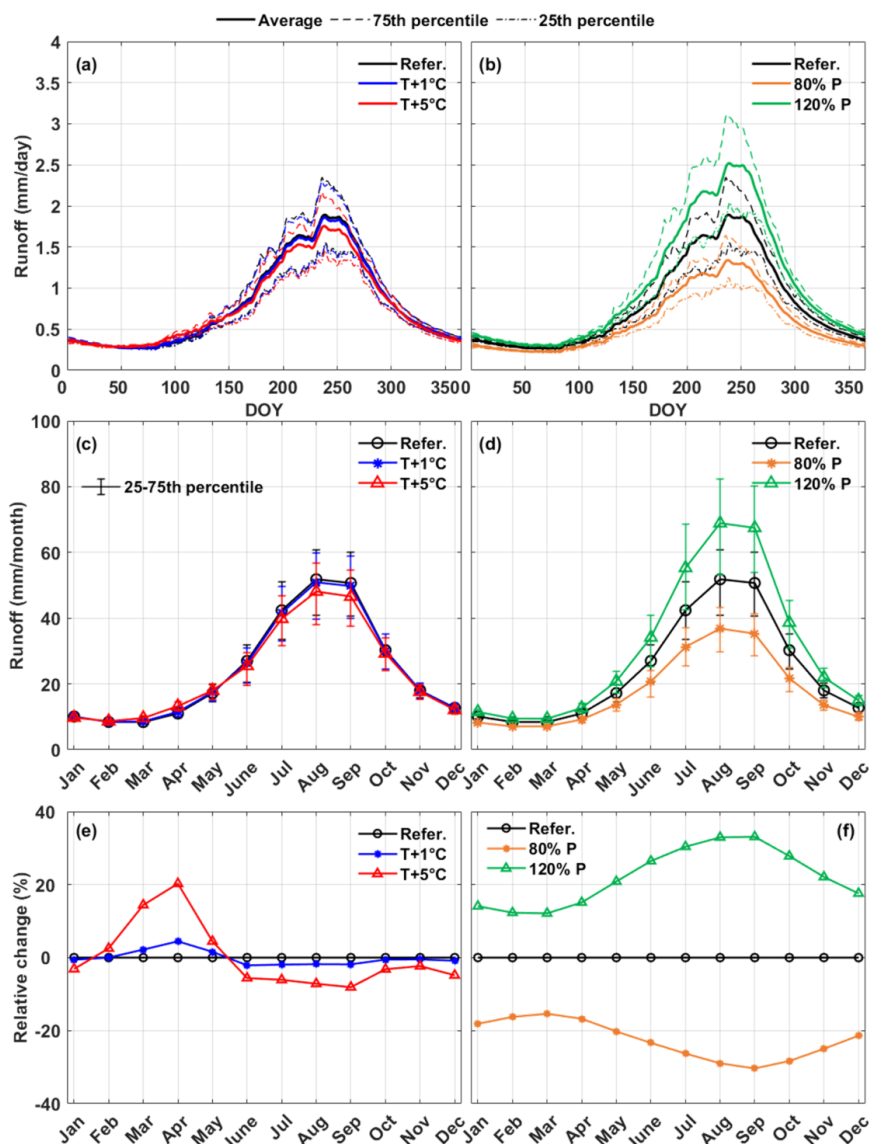 Average 75th percentile 25th percentile
(a)
Refer.
T+1°C
T+5°C
Runoff (mm/day)
4
3.5
3
2.5
2
1.5
1
0.5
0
0 50 100 150 200 250 300 350
DOY
(b)
Refer.
80% P
120% P
50 100 150 200 250 300 350
DOY
(c)
Refer.
T+1°C
T+5°C
25-75th percentile
Runoff (mm/month)
100
80
60
40
20
0
Jan Feb Mar Apr May June Jul Aug Sep Oct Nov Dec
(d)
Refer.
80% P
120% P
Jan Feb Mar Apr May June Jul Aug Sep Oct Nov Dec
(e)
Refer.
T+1°C
T+5°C
Relative change (%)
40
20
0
-20
-40
Jan Feb Mar Apr May June Jul Aug Sep Oct Nov Dec
(f)
Refer.
80% P
120% P
Jan Feb Mar Apr May June Jul Aug Sep Oct Nov Dec